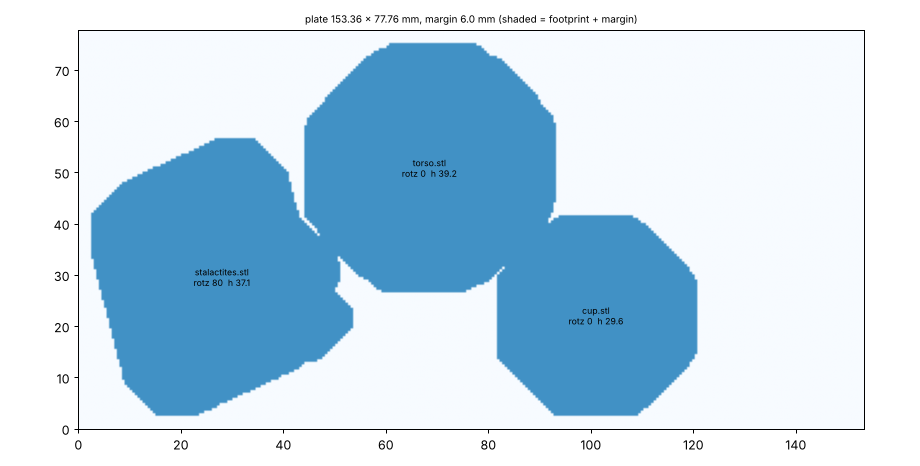 plate 153.36 × 77.76 mm, margin 6.0 mm (shaded = footprint + margin)
70
60
50
40
30
20
10
0
torso.stl
rotz 0 h 39.2
stalactites.stl
rotz 80 h 37.1
cup.stl
rotz 0 h 29.6
0 20 40 60 80 100 120 140